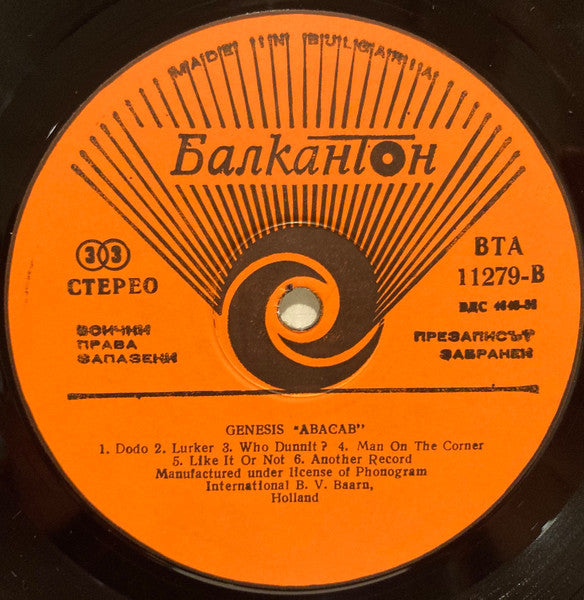 MADE IN BULGARIA
Балкантон
33
СТЕРЕО
ВТА
11279-В
ВСИЧКИ
ПРАВА
ЗАПАЗЕНИ
ПРЕЗАПИСЪТ
ЗАБРАНЕН
GENESIS "ABACAB"
1. Dodo 2. Lurker 3. Who Dunnit? 4. Man On The Corner
5. Like It Or Not 6. Another Record
Manufactured under license of Phonogram
International B. V. Baarn,
Holland